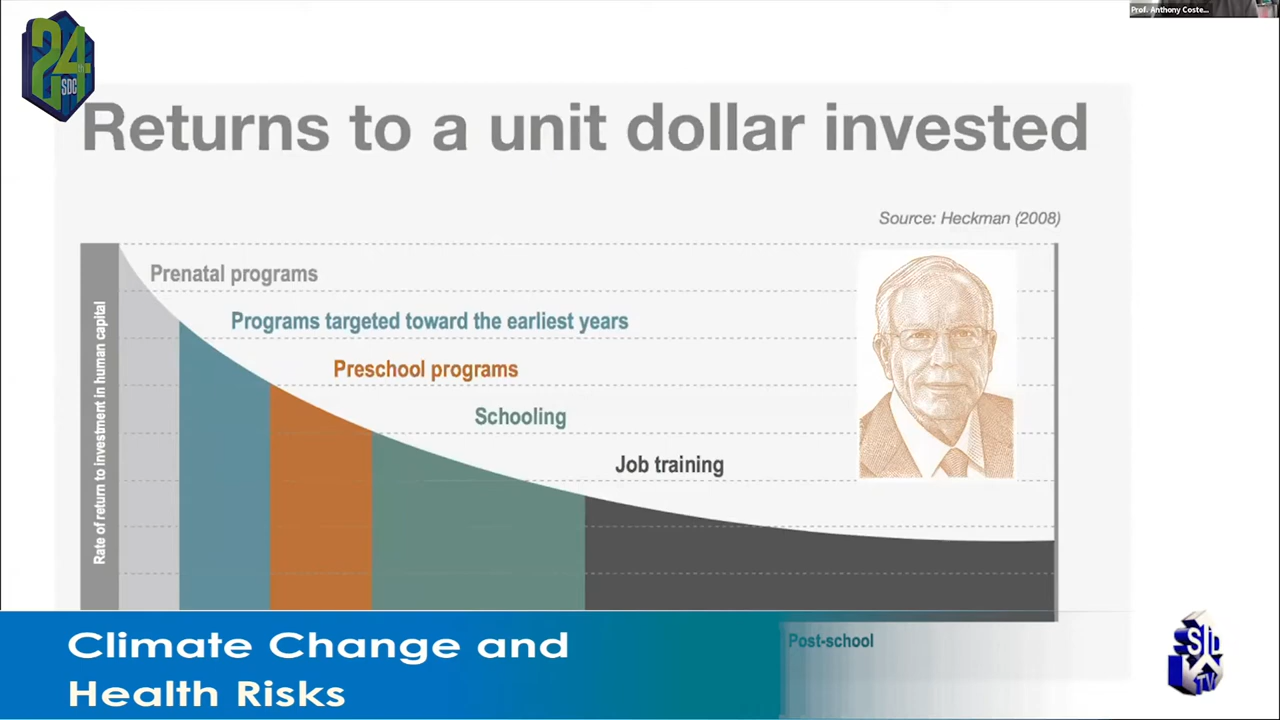 Prof. Anthony Coste...
24th
SDC
Returns to a unit dollar invested
Source: Heckman (2008)
Prenatal programs
Programs targeted toward the earliest years
Preschool programs
Schooling
Job training
Rate of return to investment in human capital
Post-school
Climate Change and
Health Risks
TV